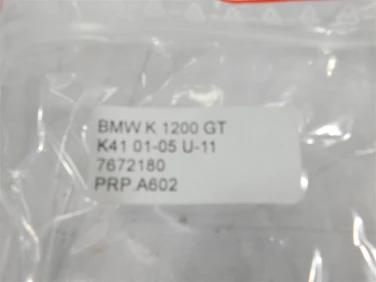 BMW K 1200 GT
K41 01-05 U-11
7672180
PRP.A602